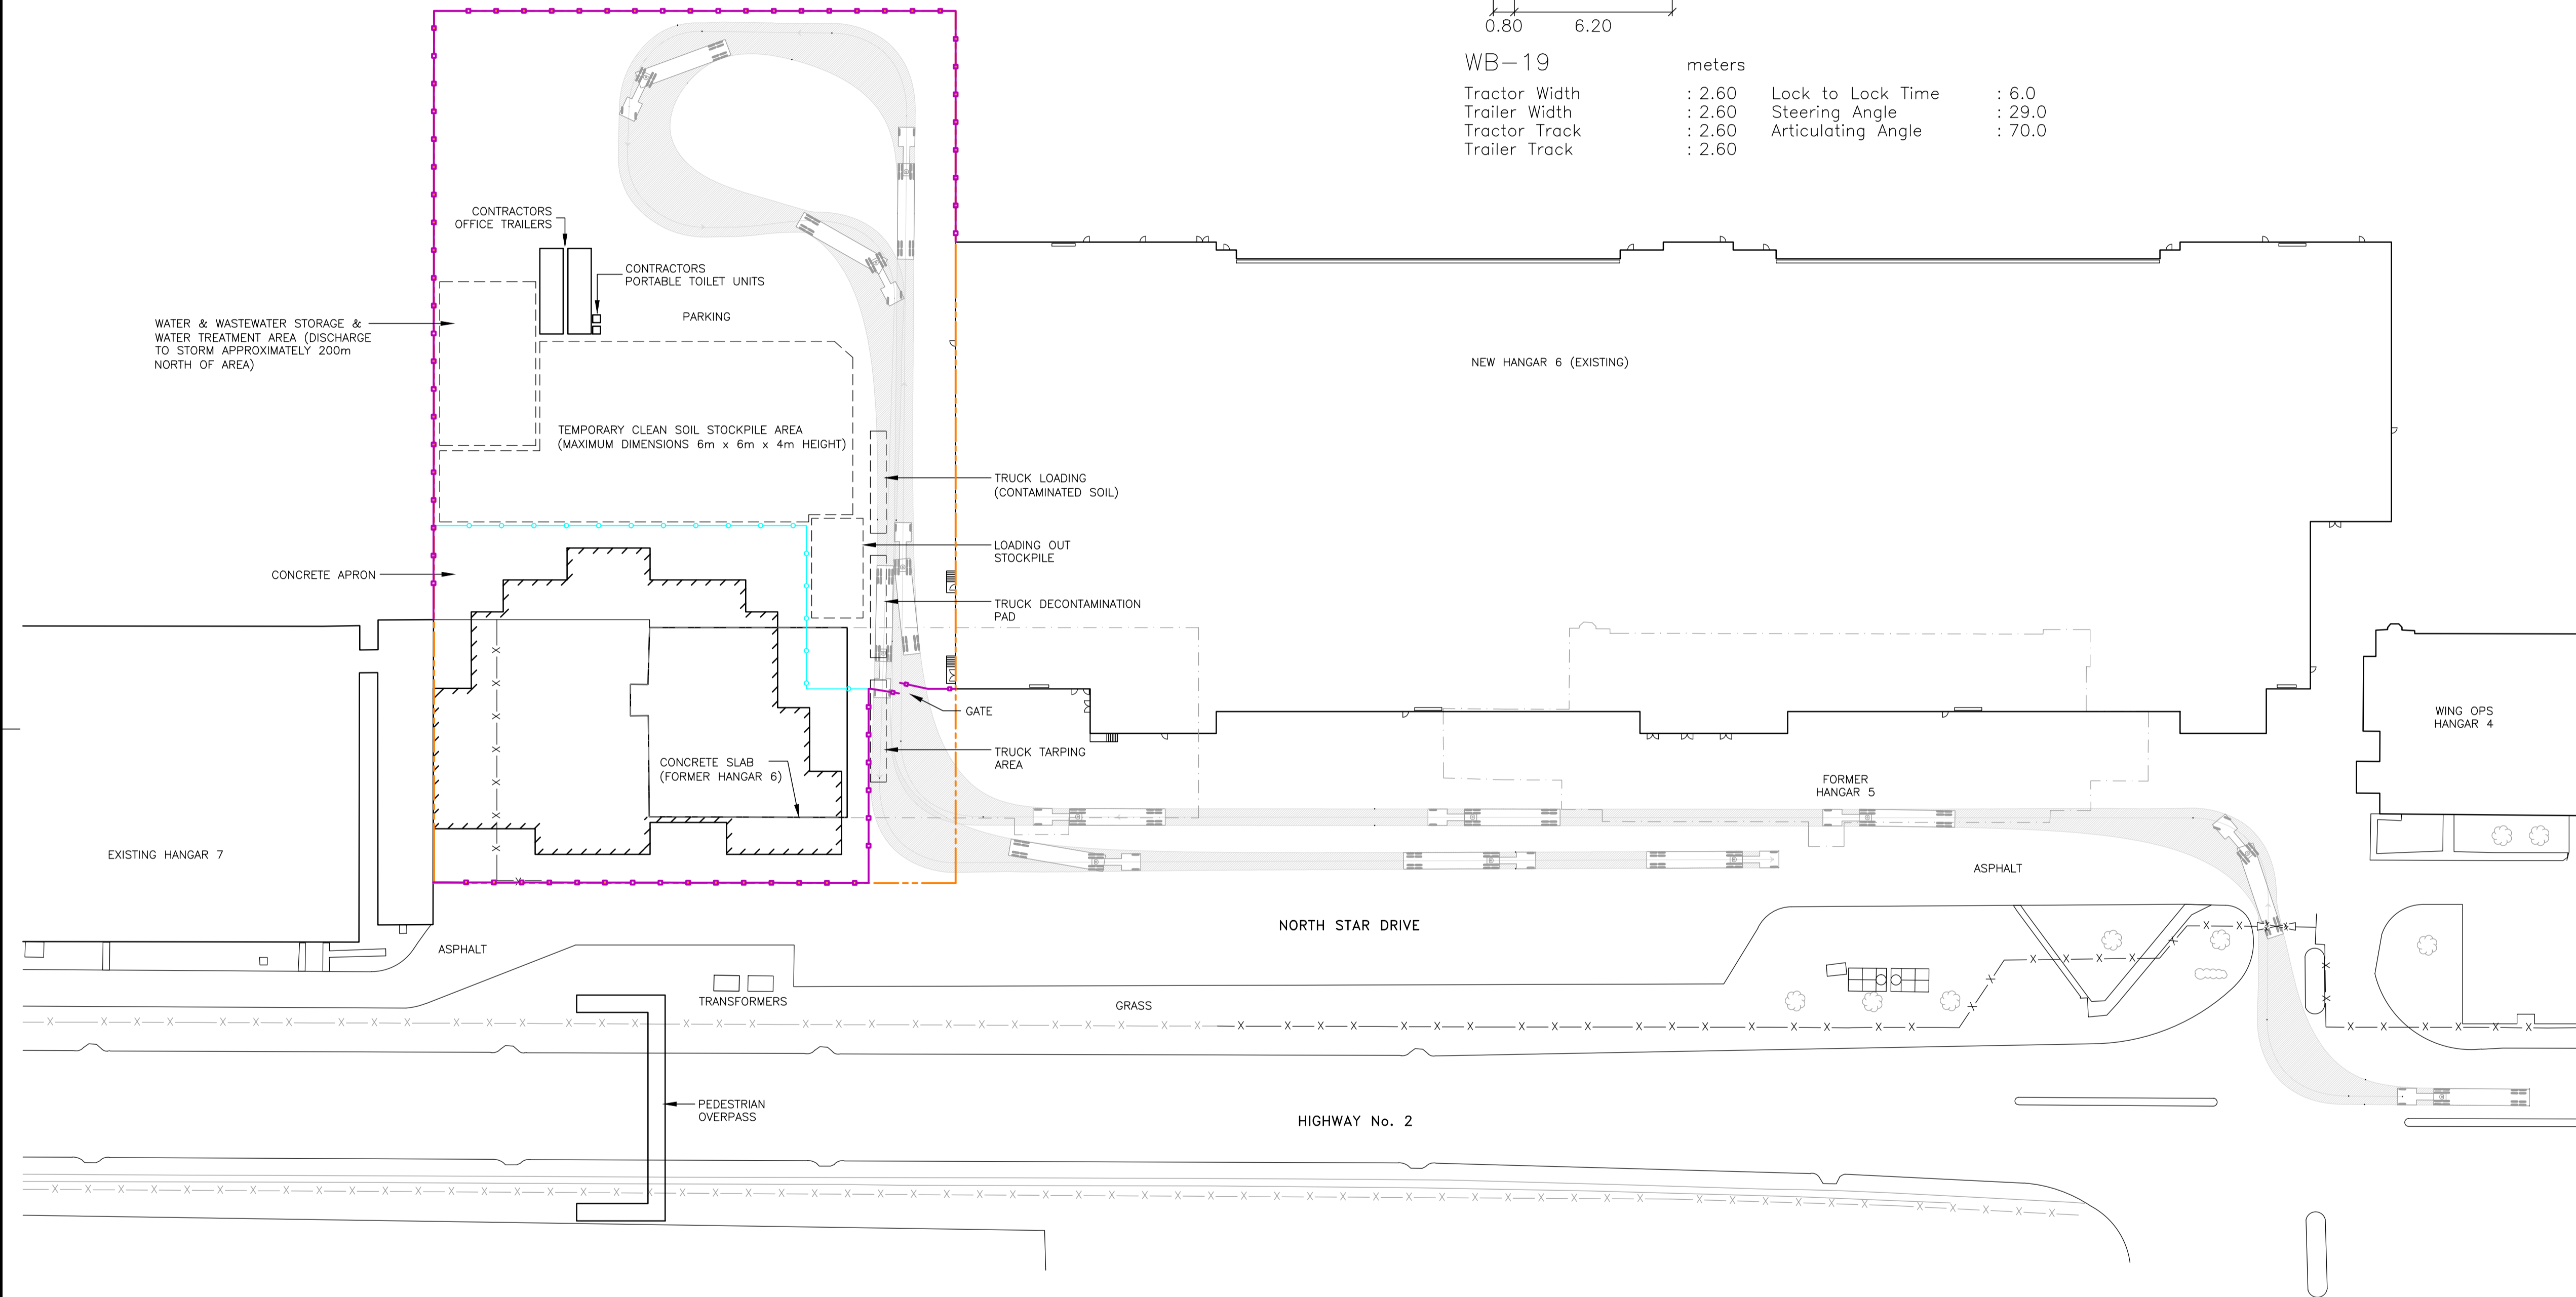 0.80 6.20
WB-19 meters
Tractor Width : 2.60 Lock to Lock Time : 6.0
Trailer Width : 2.60 Steering Angle : 29.0
Tractor Track : 2.60 Articulating Angle : 70.0
Trailer Track : 2.60
CONTRACTORS
OFFICE TRAILERS
CONTRACTORS
PORTABLE TOILET UNITS
PARKING
WATER & WASTEWATER STORAGE &
WATER TREATMENT AREA (DISCHARGE
TO STORM APPROXIMATELY 200m
NORTH OF AREA)
NEW HANGAR 6 (EXISTING)
TEMPORARY CLEAN SOIL STOCKPILE AREA
(MAXIMUM DIMENSIONS 6m x 6m x 4m HEIGHT)
TRUCK LOADING
(CONTAMINATED SOIL)
LOADING OUT
STOCKPILE
CONCRETE APRON
TRUCK DECONTAMINATION
PAD
GATE
WING OPS
HANGAR 4
TRUCK TARPING
AREA
CONCRETE SLAB
(FORMER HANGAR 6)
FORMER
HANGAR 5
EXISTING HANGAR 7
ASPHALT
NORTH STAR DRIVE
ASPHALT
TRANSFORMERS
GRASS
PEDESTRIAN
OVERPASS
HIGHWAY No. 2